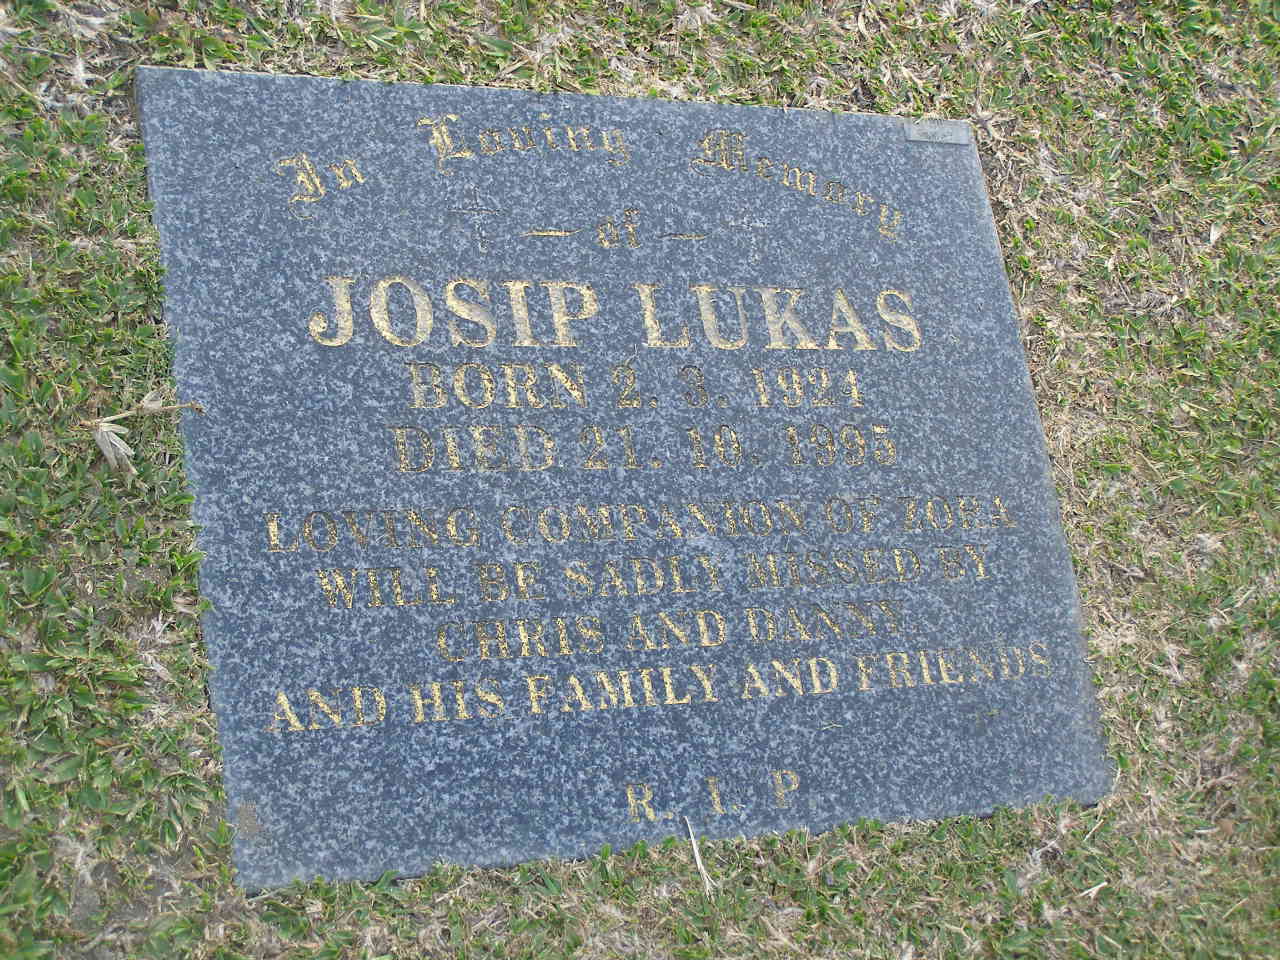 In Loving Memory
of
JOSIP LUKAS
BORN 2. 3. 1924
DIED 21. 10. 1995
LOVING COMPANION OF ZORA
WILL BE SADLY MISSED BY
CHRIS AND DANNY
AND HIS FAMILY AND FRIENDS
R. I. P